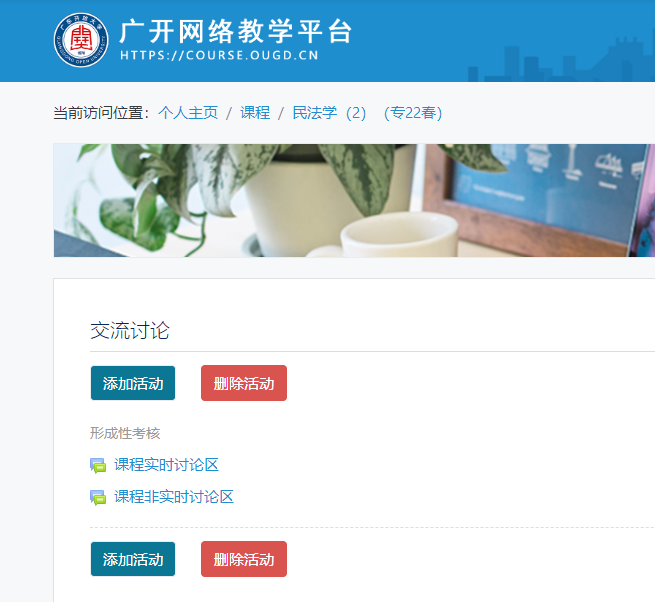 广开网络教学平台
HTTPS://COURSE.OUGD.CN
当前访问位置：个人主页 / 课程 / 民法学（2）（专22春）
交流讨论
添加活动 删除活动
形成性考核
课程实时讨论区
课程非实时讨论区
添加活动 删除活动